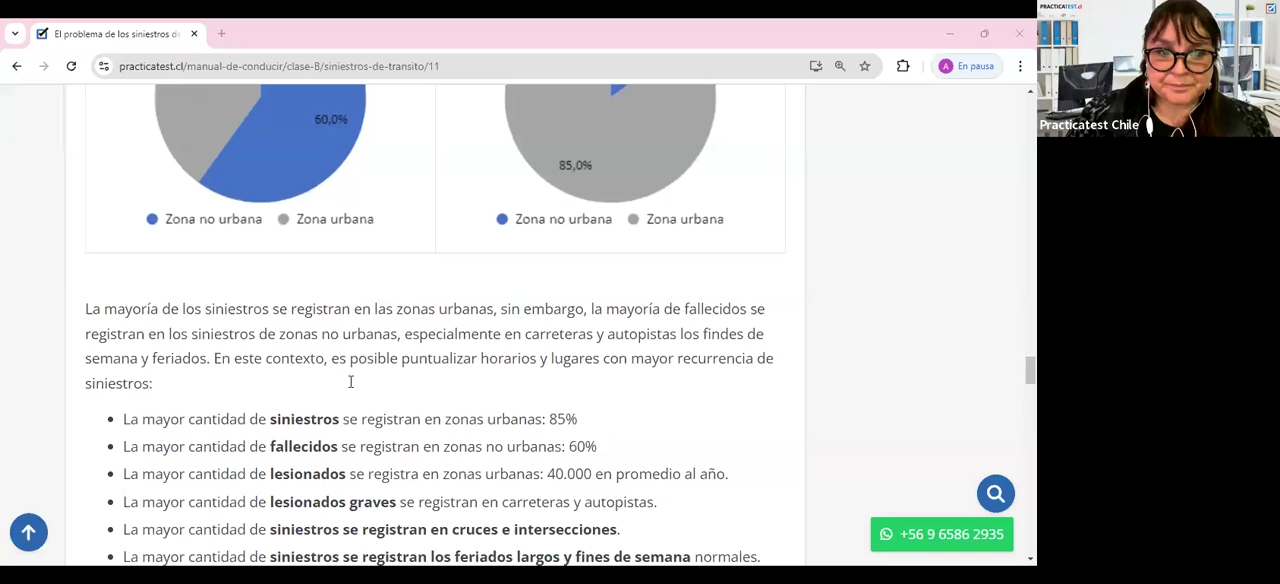 El problema de los siniestros de
practicatest.cl/manual-de-conducir/clase-B/siniestros-de-transito/11
A
En pausa
PRACTICATEST.cl
Practicatest Chile
60,0%
85,0%
Zona no urbana Zona urbana
Zona no urbana Zona urbana
La mayoría de los siniestros se registran en las zonas urbanas, sin embargo, la mayoría de fallecidos se
registran en los siniestros de zonas no urbanas, especialmente en carreteras y autopistas los findes de
semana y feriados. En este contexto, es posible puntualizar horarios y lugares con mayor recurrencia de
siniestros:
La mayor cantidad de siniestros se registran en zonas urbanas: 85%
La mayor cantidad de fallecidos se registran en zonas no urbanas: 60%
La mayor cantidad de lesionados se registra en zonas urbanas: 40.000 en promedio al año.
La mayor cantidad de lesionados graves se registran en carreteras y autopistas.
La mayor cantidad de siniestros se registran en cruces e intersecciones.
La mayor cantidad de siniestros se registran los feriados largos y fines de semana normales.
+56 9 6586 2935